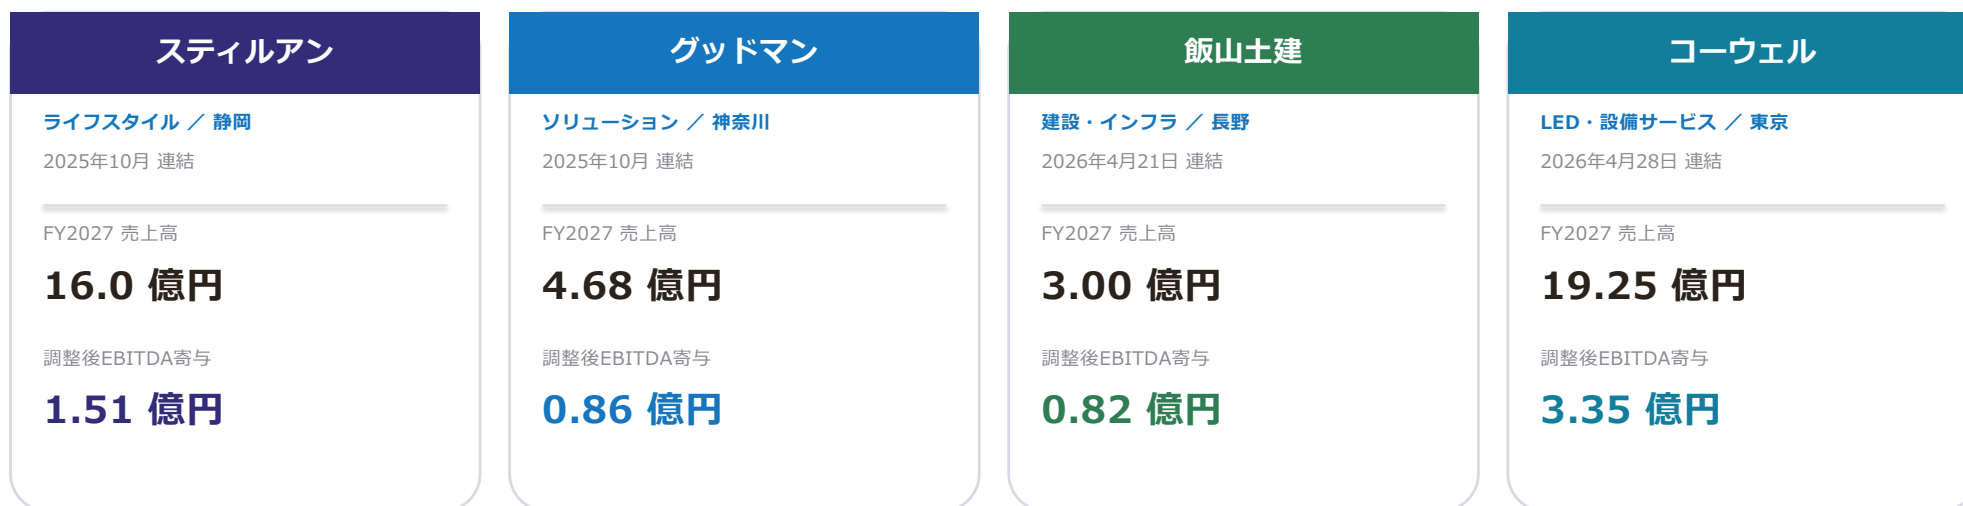 スティルアン
ライフスタイル ／ 静岡
2025年10月 連結
FY2027 売上高
16.0 億円
調整後EBITDA寄与
1.51 億円
グッドマン
ソリューション ／ 神奈川
2025年10月 連結
FY2027 売上高
4.68 億円
調整後EBITDA寄与
0.86 億円
飯山土建
建設・インフラ ／ 長野
2026年4月21日 連結
FY2027 売上高
3.00 億円
調整後EBITDA寄与
0.82 億円
コーウェル
LED・設備サービス ／ 東京
2026年4月28日 連結
FY2027 売上高
19.25 億円
調整後EBITDA寄与
3.35 億円